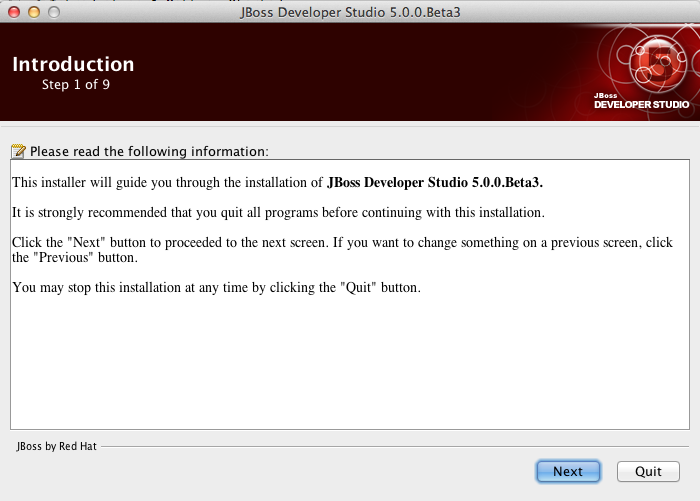 JBoss Developer Studio 5.0.0.Beta3
Introduction
Step 1 of 9
JBoss
DEVELOPER STUDIO
Please read the following information:
This installer will guide you through the installation of JBoss Developer Studio 5.0.0.Beta3.
It is strongly recommended that you quit all programs before continuing with this installation.
Click the "Next" button to proceeded to the next screen. If you want to change something on a previous screen, click
the "Previous" button.
You may stop this installation at any time by clicking the "Quit" button.
JBoss by Red Hat
Next
Quit